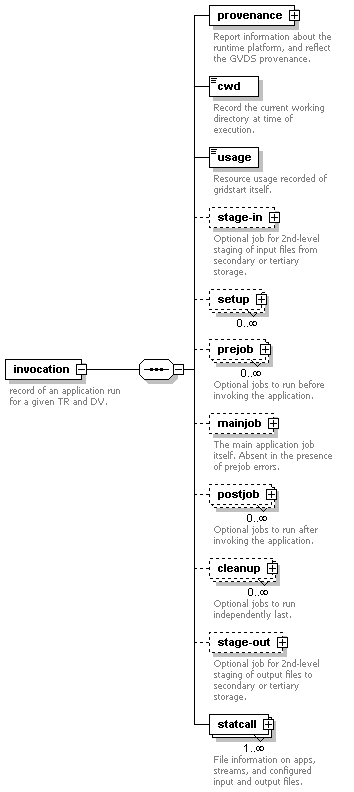 provenance
Report information about the
runtime platform, and reflect
the GVDS provenance.
cwd
Record the current working
directory at time of
execution.
usage
Resource usage recorded of
gridstart itself.
stage-in
Optional job for 2nd-level
staging of input files from
secondary or tertiary
storage.
setup
0..∞
prejob
0..∞
Optional jobs to run before
invoking the application.
invocation
record of an application run
for a given TR and DV.
mainjob
The main application job
itself. Absent in the presence
of prejob errors.
postjob
0..∞
Optional jobs to run after
invoking the application.
cleanup
0..∞
Optional jobs to run
independently last.
stage-out
Optional job for 2nd-level
staging of output files to
secondary or tertiary
storage.
statcall
1..∞
File information on apps,
streams, and configured
input and output files.